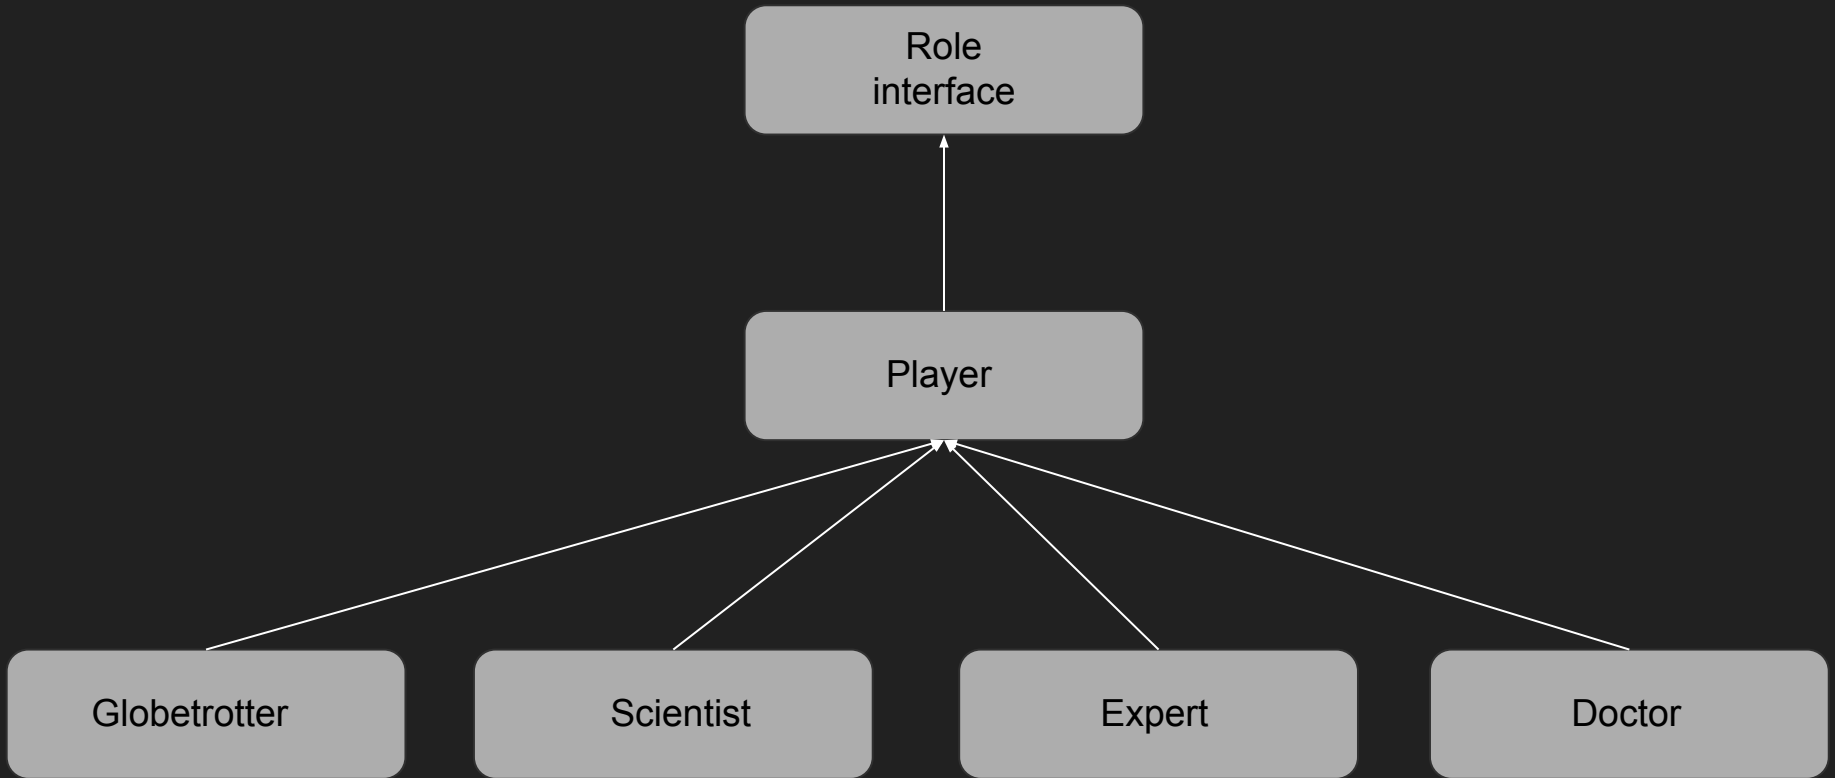 Role
interface
Player
Globetrotter
Scientist
Expert
Doctor